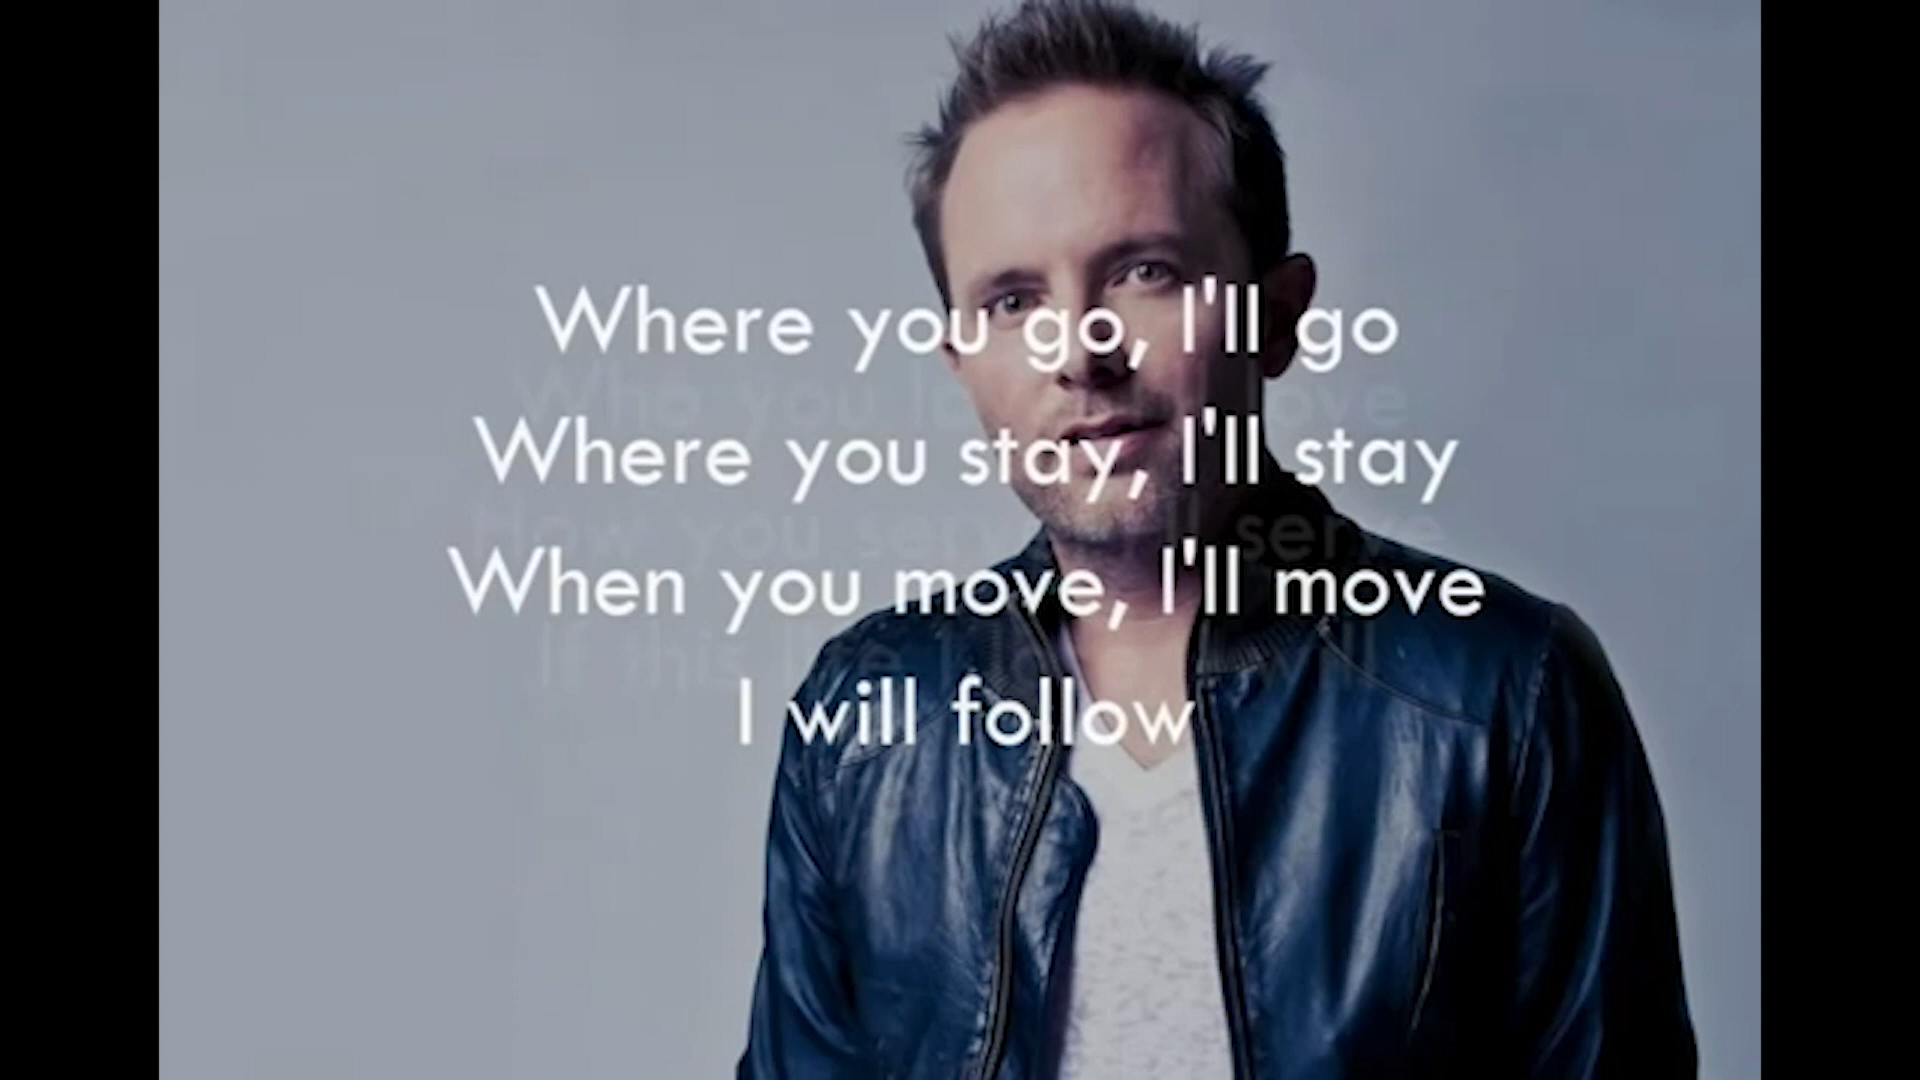 Where you go, I'll go
Where you stay, I'll stay
When you move, I'll move
I will follow